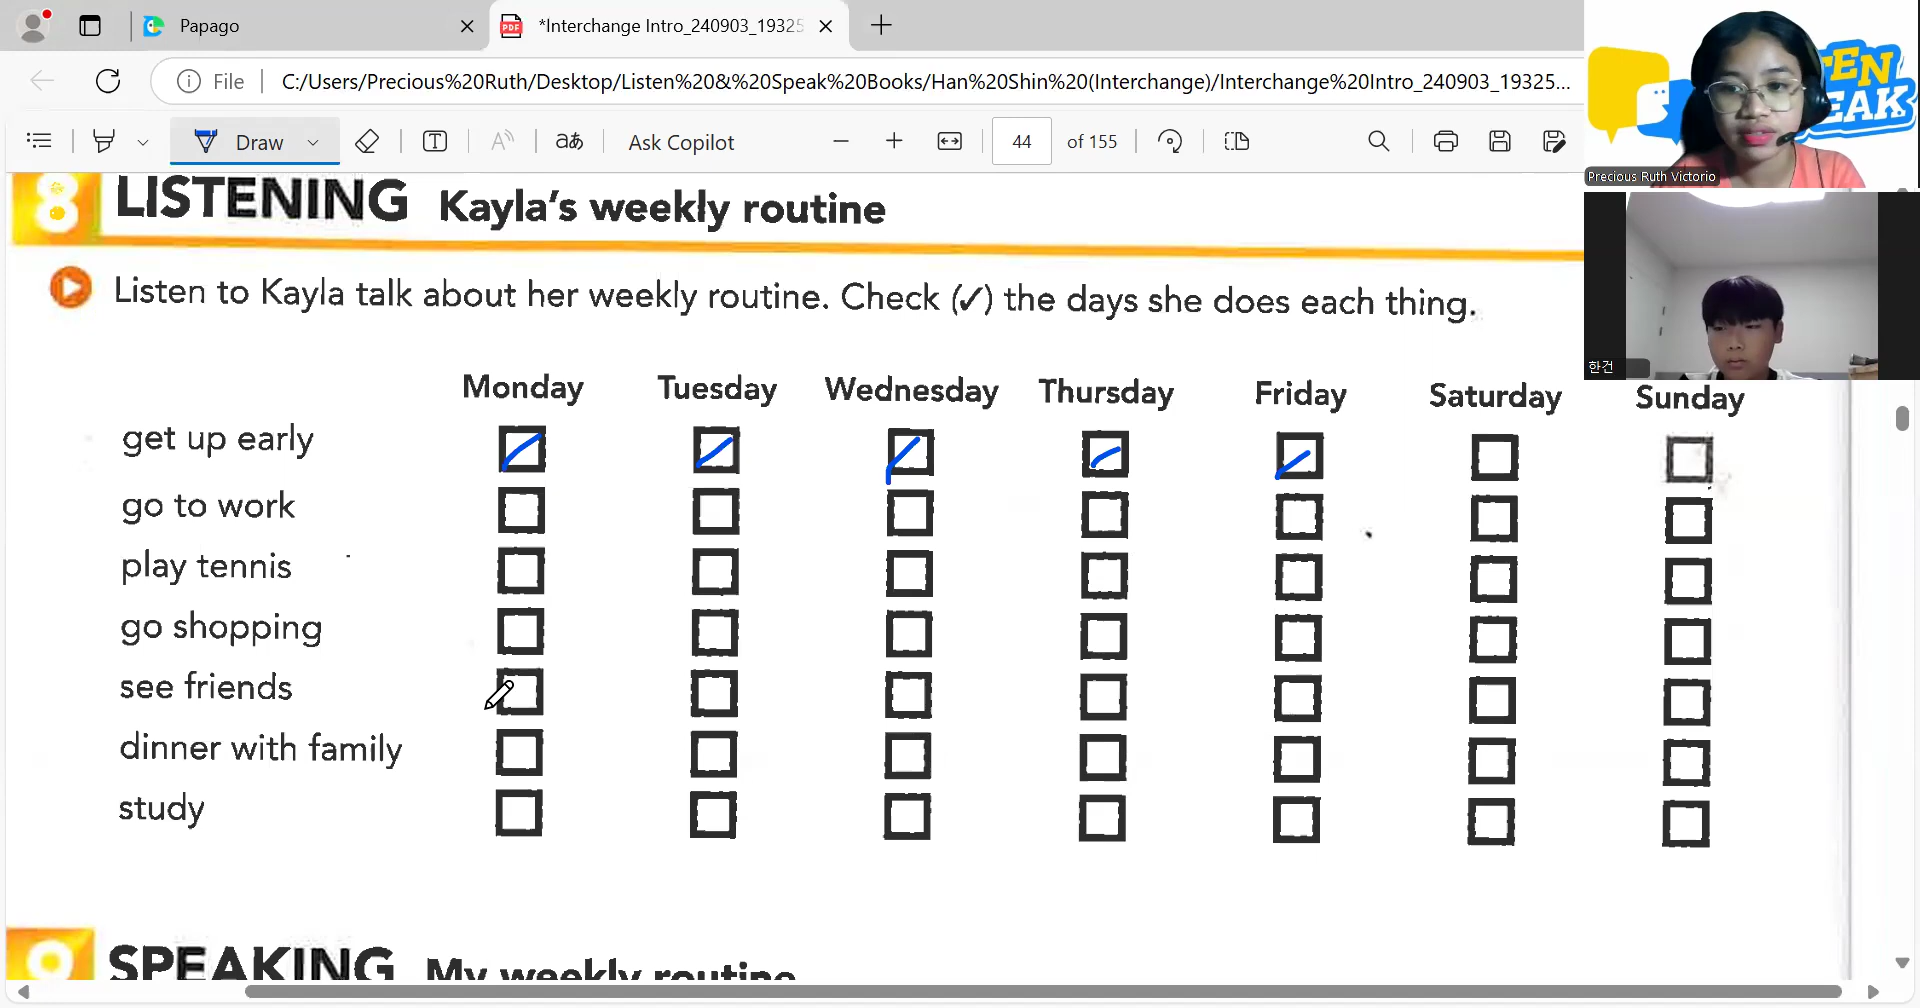 Papago
*Interchange Intro_240903_19325
File
C:/Users/Precious%20Ruth/Desktop/Listen%20&%20Speak%20Books/Han%20Shin%20(Interchange)/Interchange%20Intro_240903_19325...
Draw
T
aあ
Ask Copilot
44
of 155
EN
EAK
Precious Ruth Victorio
한건
8 LISTENING Kayla's weekly routine
Listen to Kayla talk about her weekly routine. Check (✓) the days she does each thing.
Monday Tuesday Wednesday Thursday Friday Saturday Sunday
get up early
go to work
play tennis
go shopping
see friends
dinner with family
study
9 SPEAKING My weekly routine